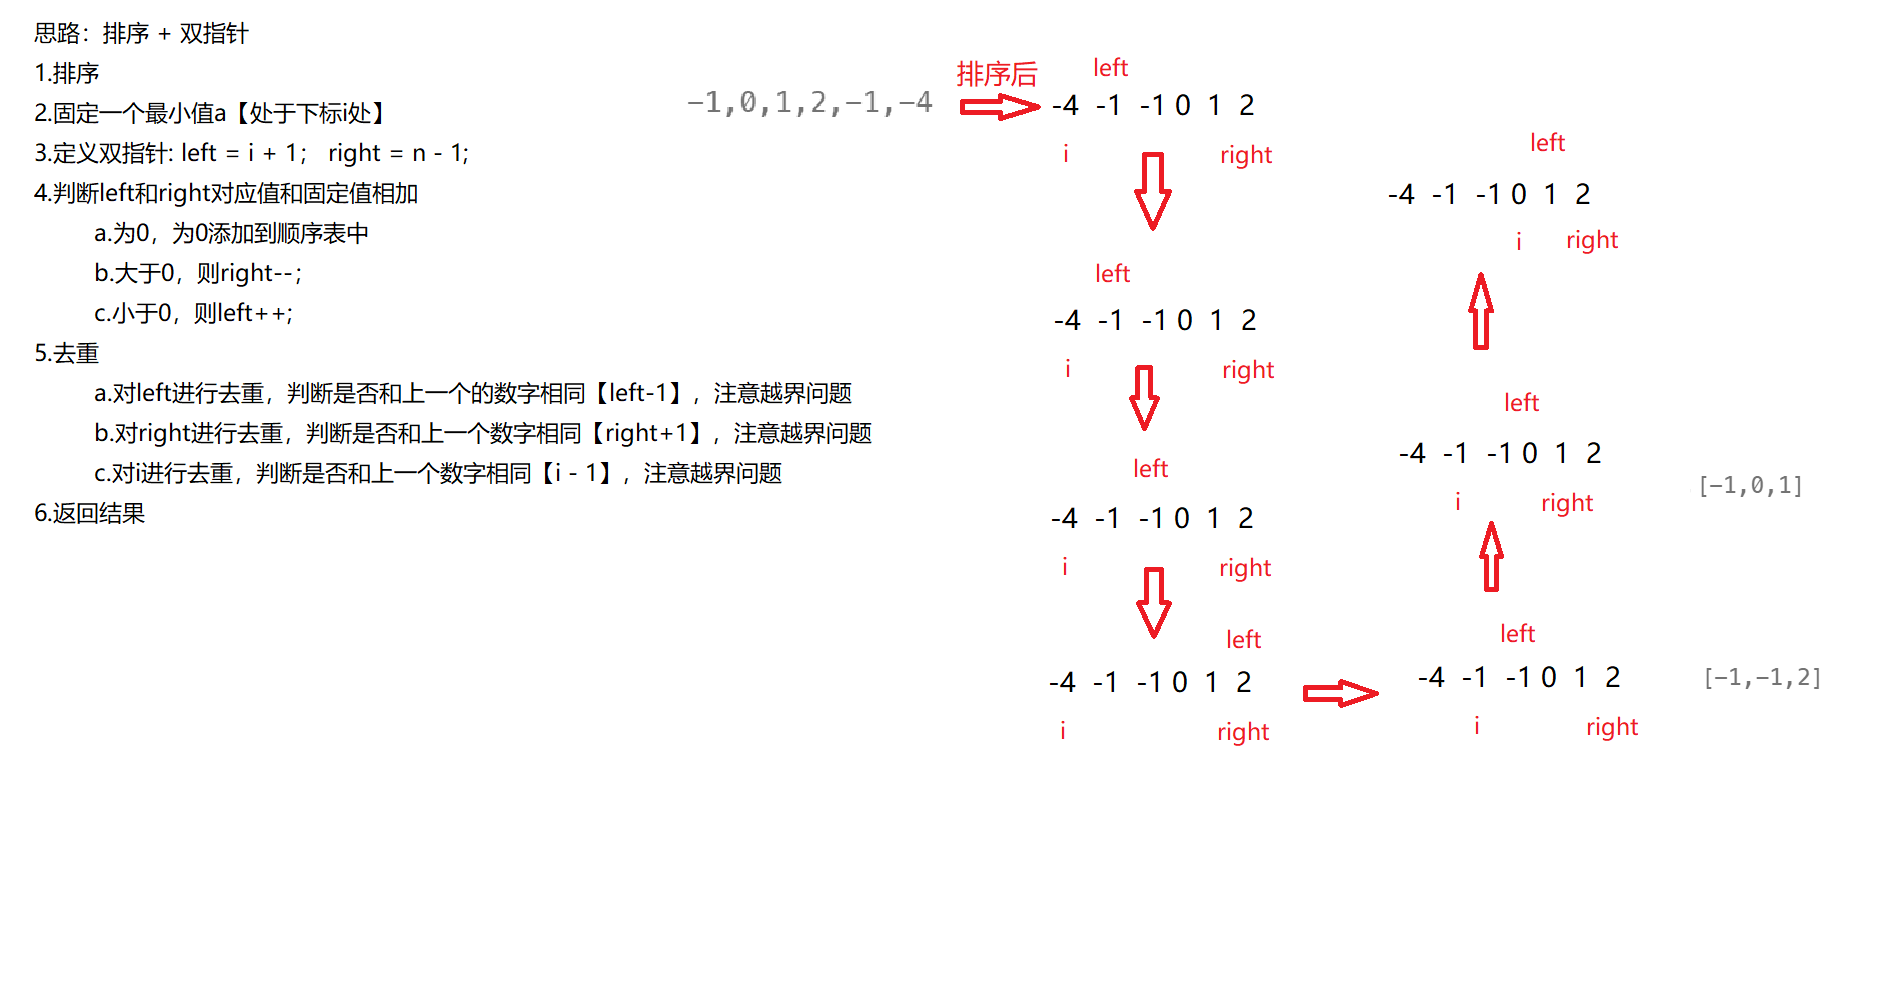 思路：排序 + 双指针
1.排序
2.固定一个最小值a【处于下标i处】
3.定义双指针: left = i + 1； right = n - 1;
4.判断left和right对应值和固定值相加
a.为0，为0添加到顺序表中
b.大于0，则right--;
c.小于0，则left++;
5.去重
a.对left进行去重，判断是否和上一个的数字相同【left-1】，注意越界问题
b.对right进行去重，判断是否和上一个数字相同【right+1】，注意越界问题
c.对i进行去重，判断是否和上一个数字相同【i - 1】，注意越界问题
6.返回结果
-1,0,1,2,-1,-4
排序后
left
-4 -1 -1 0 1 2
i right
left
-4 -1 -1 0 1 2
i right
left
-4 -1 -1 0 1 2
i right
left
-4 -1 -1 0 1 2
i right
left
-4 -1 -1 0 1 2
i right
[-1,-1,2]
left
-4 -1 -1 0 1 2
i right
[-1,0,1]
left
-4 -1 -1 0 1 2
i right